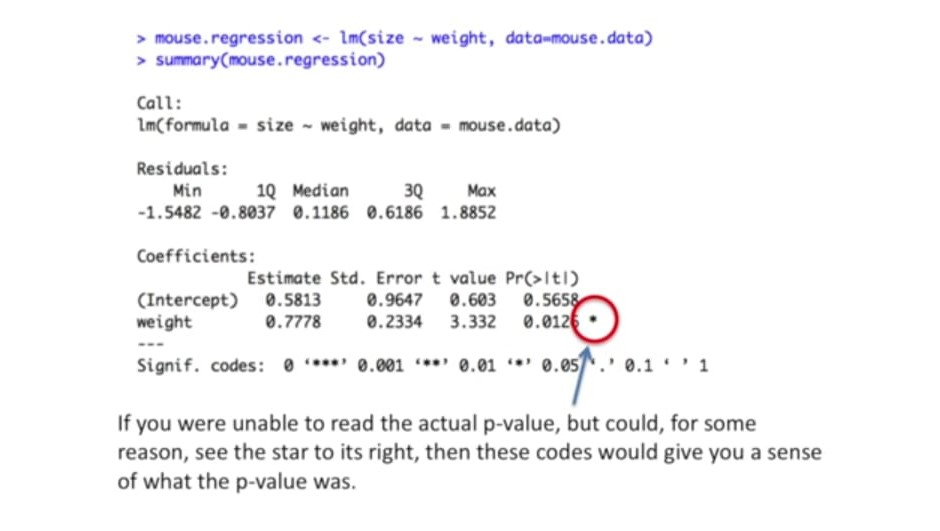 > mouse.regression <- lm(size ~ weight, data=mouse.data)
> summary(mouse.regression)
Call:
lm(formula = size ~ weight, data = mouse.data)
Residuals:
Min 1Q Median 3Q Max
-1.5482 -0.8037 0.1186 0.6186 1.8852
Coefficients:
Estimate Std. Error t value Pr(>|t|)
(Intercept) 0.5813 0.9647 0.603 0.5658
weight 0.7778 0.2334 3.332 0.0126 *
---
Signif. codes: 0 ‘***’ 0.001 ‘**’ 0.01 ‘*’ 0.05 ‘.’ 0.1 ‘ ’ 1
If you were unable to read the actual p-value, but could, for some
reason, see the star to its right, then these codes would give you a sense
of what the p-value was.